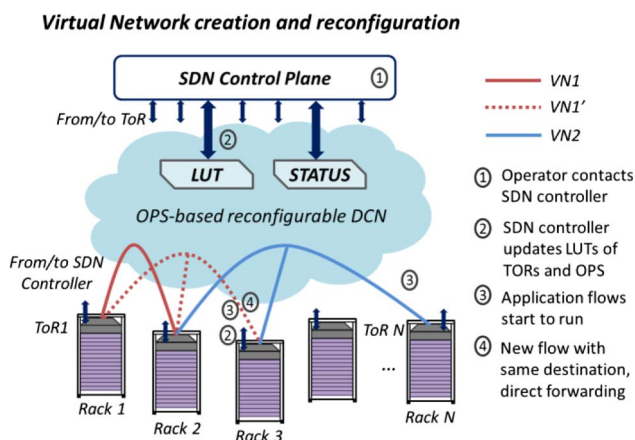 Virtual Network creation and reconfiguration
SDN Control Plane
①
From/to ToR
②
LUT
STATUS
OPS-based reconfigurable DCN
From/to SDN
Controller
ToR1
③
④
②
③
ToR N
...
Rack 1
Rack 2
Rack 3
Rack N
VN1
VN1'
VN2
① Operator contacts
SDN controller
② SDN controller
updates LUTs of
TORs and OPS
③ Application flows
start to run
④ New flow with
same destination,
direct forwarding